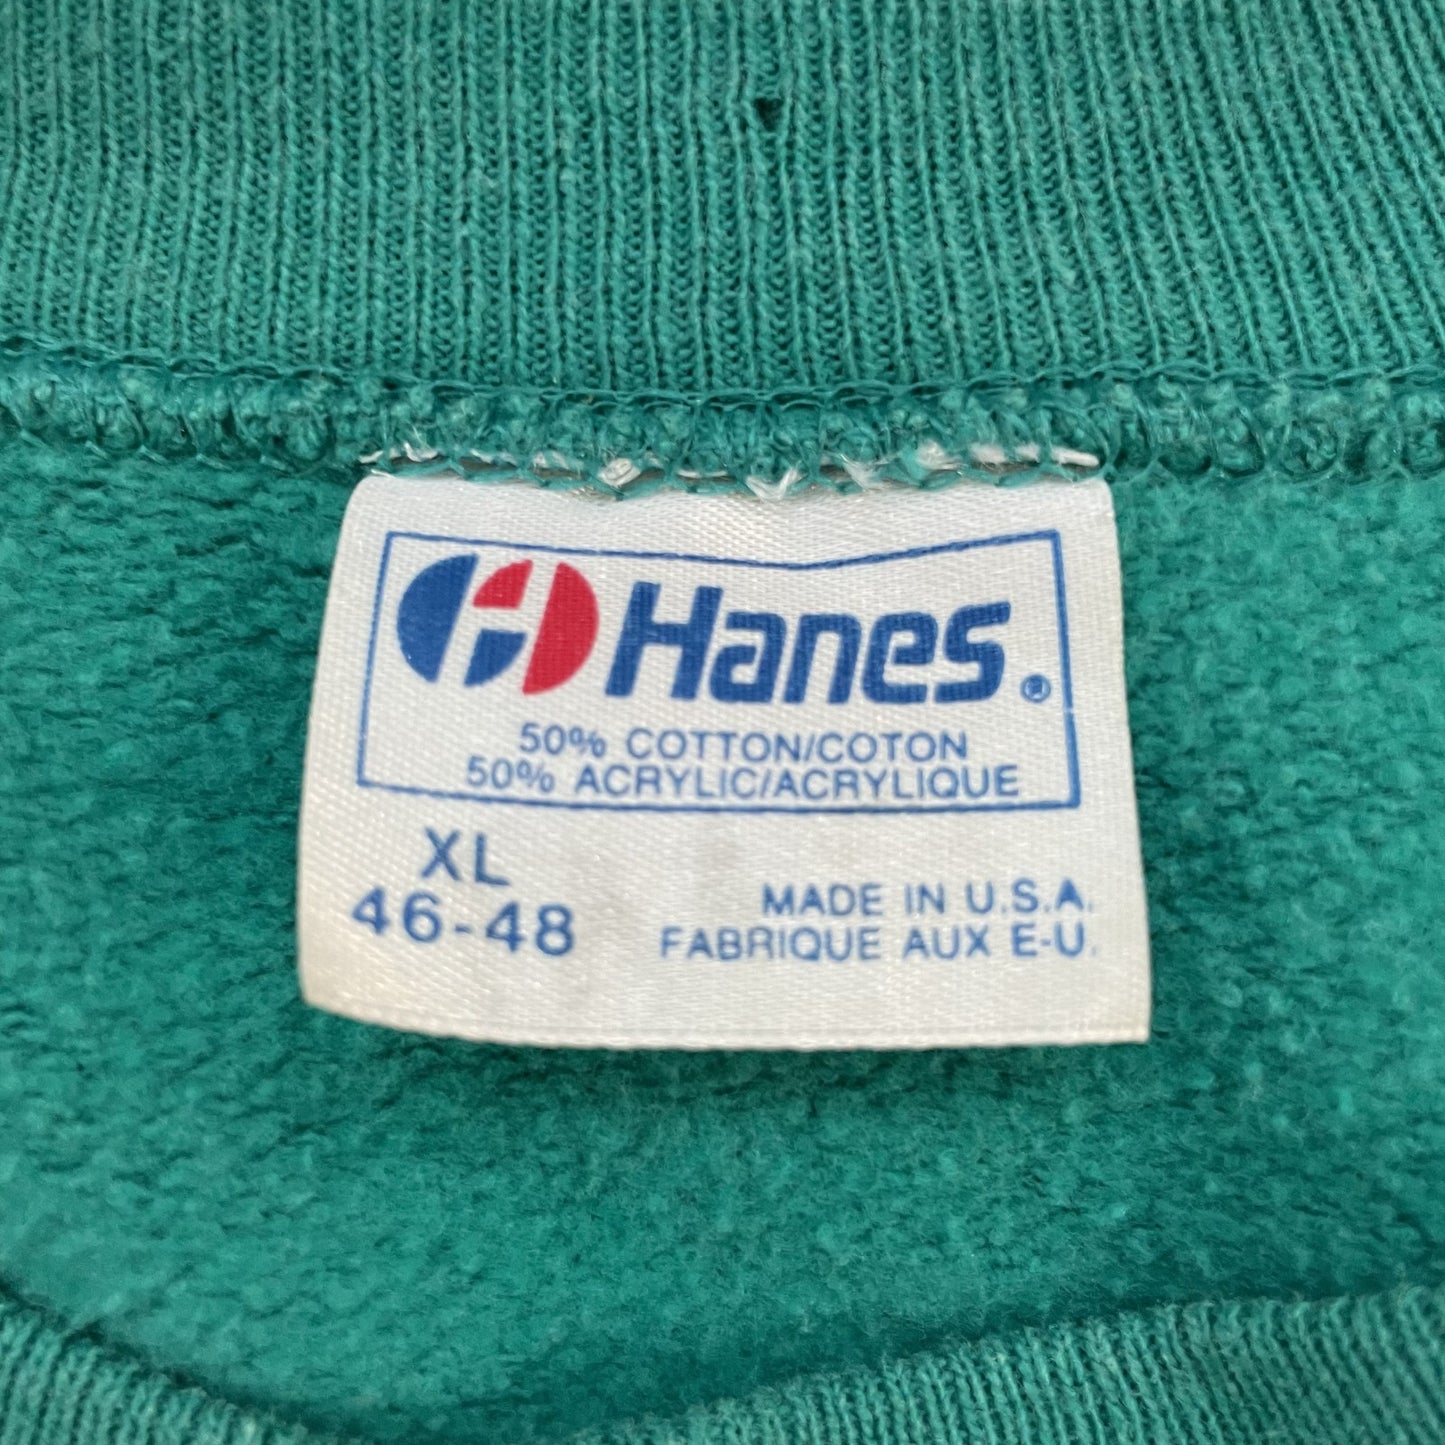 Hanes®
50% COTTON/COTON
50% ACRYLIC/ACRYLIQUE
XL
46-48
MADE IN U.S.A.
FABRIQUE AUX E-U.